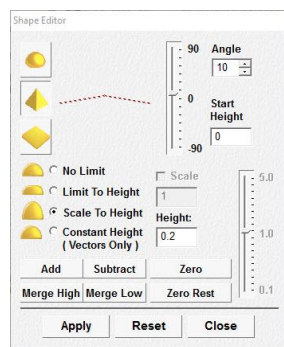 Shape Editor
90
Angle
10
0
Start
Height
0
-90
No Limit
Limit To Height
Scale To Height
Constant Height
( Vectors Only )
Scale
1
Height:
0.2
5.0
1.0
0.1
Add Subtract Zero
Merge High Merge Low Zero Rest
Apply Reset Close